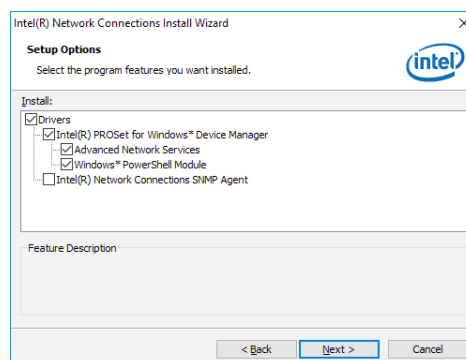 Intel(R) Network Connections Install Wizard
Setup Options
Select the program features you want installed.
intel
Install:
Drivers
Intel(R) PROSet for Windows* Device Manager
Advanced Network Services
Windows* PowerShell Module
Intel(R) Network Connections SNMP Agent
Feature Description
< Back
Next >
Cancel